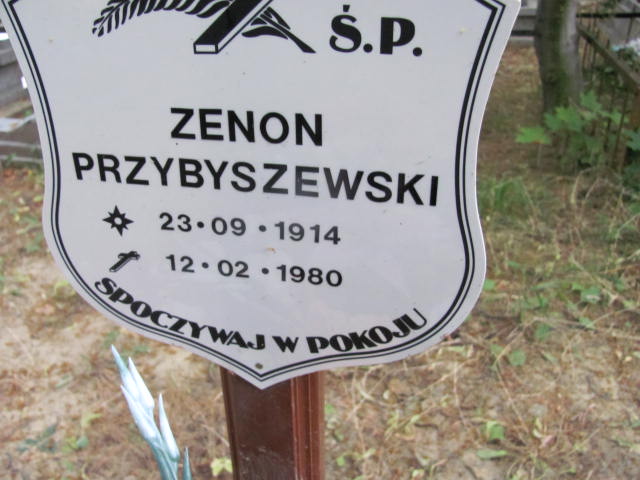 Ś.P.
ZENON
PRZYBYSZEWSKI
23•09•1914
12•02•1980
SPOCZYWAJ W POKOJU